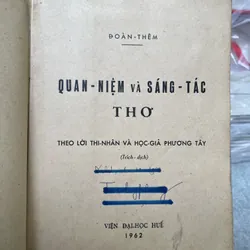 ĐOÀN-THÊM
QUAN-NIỆM VÀ SÁNG-TÁC
THƠ
THEO LỜI THI-NHÂN VÀ HỌC-GIẢ PHƯƠNG TÂY
(Trích-dịch)
VIỆN ĐẠI HỌC HUẾ
1962